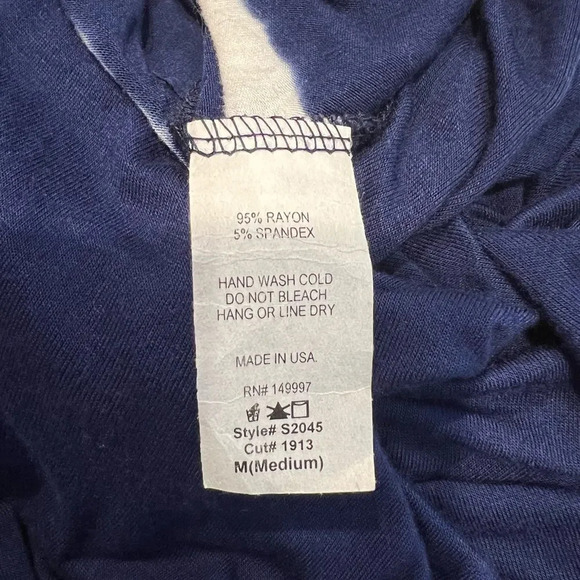 95% RAYON
5% SPANDEX
HAND WASH COLD
DO NOT BLEACH
HANG OR LINE DRY
MADE IN USA.
RN# 149997
Style# S2045
Cut# 1913
M(Medium)